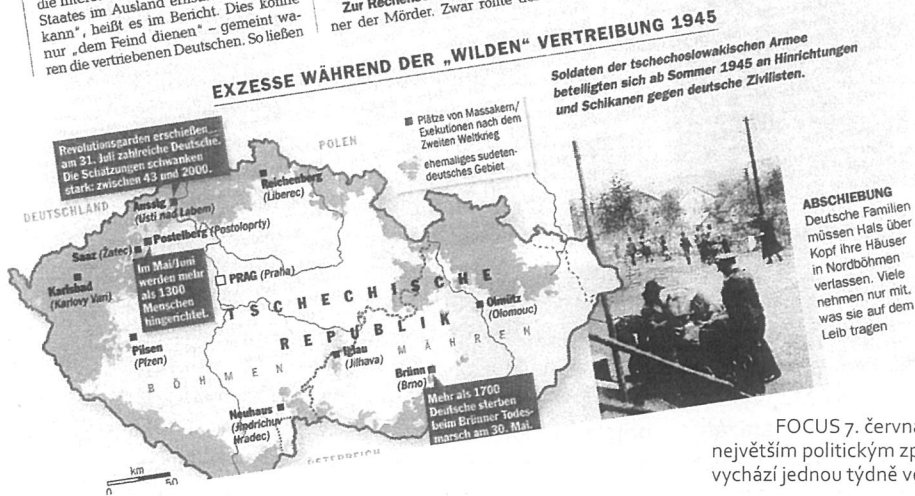 die
Staates im Ausland
kann“, heißt es im Bericht. Dies könne
nur „dem Feind dienen“ – gemeint wa-
ren die vertriebenen Deutschen. So ließen
Zur
ner der Mörder. Zwar
EXZESSE WÄHREND DER „WILDEN“ VERTREIBUNG 1945
Soldaten der tschechoslowakischen Armee
beteiligten sich ab Sommer 1945 an Hinrichtungen
und Schikanen gegen deutsche Zivilisten.
Revolutionsgarden erschießen
am 31. Juli zahlreiche Deutsche.
Die Schätzungen schwanken
stark: zwischen 43 und 2000.
Plätze von Massakern/
Exekutionen nach dem
Zweiten Weltkrieg
ehemaliges sudeten-
deutsches Gebiet
POLEN
DEUTSCHLAND
Reichenberg
(Liberec)
Aussig
(Usti nad Labem)
Postelberg (Postoloprty)
Saaz (Žatec)
Im Mai/Juni
werden mehr
als 1300
Menschen
hingerichtet.
Karlsbad
(Karlovy Vari)
PRAG (Praha)
TSCHECHISCHE
REPUBLIK
Pilsen
(Plzen)
BÖHMEN
MÄHREN
Iglau
(Jilhava)
Olmütz
(Olomouc)
Brünn
(Brno)
Mehr als 1700
Deutsche sterben
beim Brünner Todes-
marsch am 30. Mai.
Neuhaus
(Jindrichuv
Hradec)
ÖSTERREICH
km
0 50
ABSCHIEBUNG
Deutsche Familien
müssen Hals über
Kopf ihre Häuser
in Nordböhmen
verlassen. Viele
nehmen nur mit,
was sie auf dem
Leib tragen
FOCUS 7. června
největším politickým
vychází jednou týdně